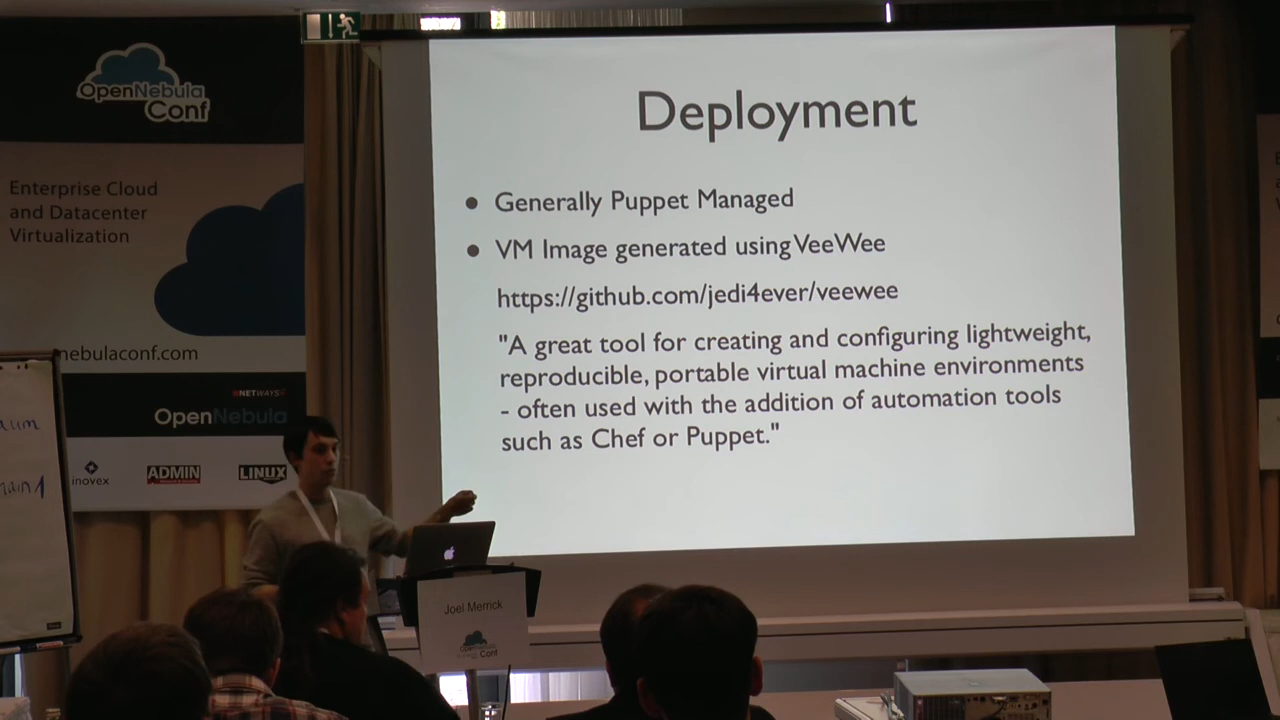 OpenNebula
Conf
Enterprise Cloud
and Datacenter
Virtualization
nebulaconf.com
NETWAYS
OpenNebula
inovex
ADMIN
LINUX
Deployment
• Generally Puppet Managed
• VM Image generated using VeeWee
https://github.com/jedi4ever/veewee
"A great tool for creating and configuring lightweight,
reproducible, portable virtual machine environments
- often used with the addition of automation tools
such as Chef or Puppet."
Joel Merrick
Conf